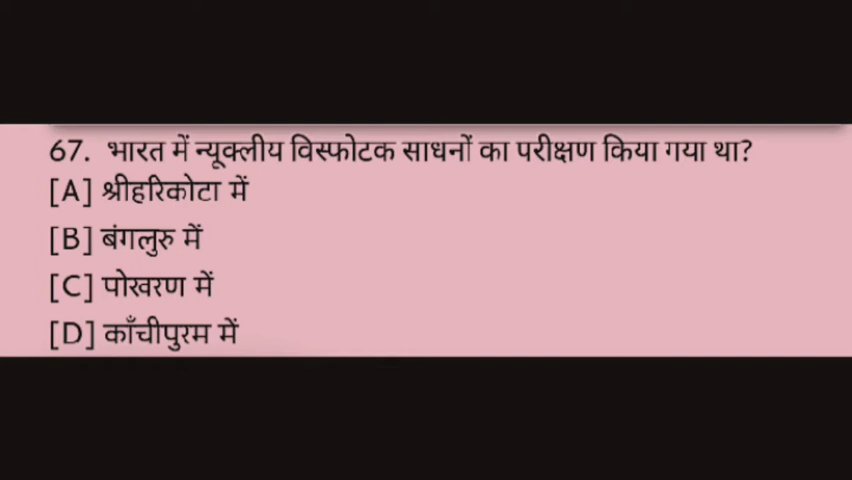 67. भारत में न्यूक्लीय विस्फोटक साधनों का परीक्षण किया गया था?
[A] श्रीहरिकोटा में
[B] बंगलुरु में
[C] पोखरण में
[D] काँचीपुरम में